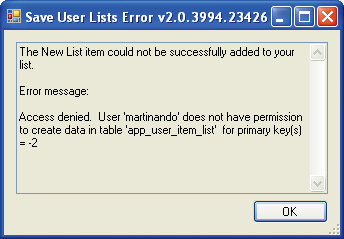 Save User Lists Error v2.0.3994.23426
The New List item could not be successfully added to your
list.
Error message:
Access denied.  User 'martinando' does not have permission
to create data in table 'app_user_item_list'  for primary key(s)
= -2
OK